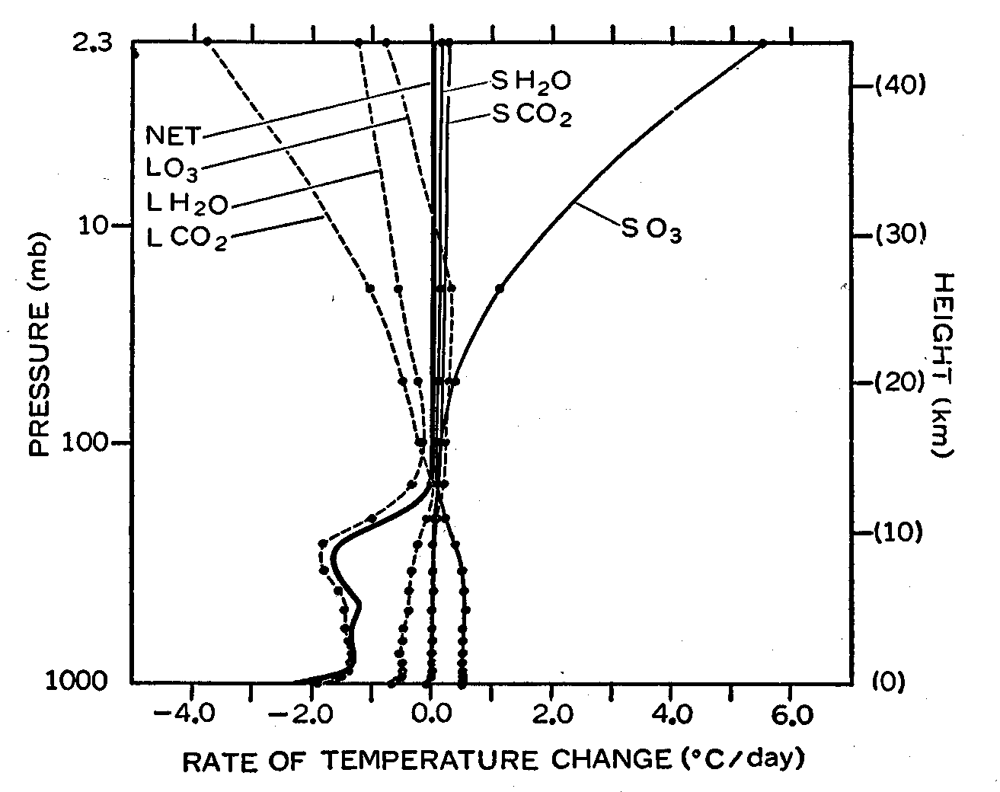 2.3
10
100
1000
PRESSURE (mb)
NET
LO3
L H2O
L CO2
S H2O
S CO2
S O3
(40)
(30)
(20)
(10)
(0)
HEIGHT (km)
−4.0 −2.0 0.0 2.0 4.0 6.0
RATE OF TEMPERATURE CHANGE (°C/day)